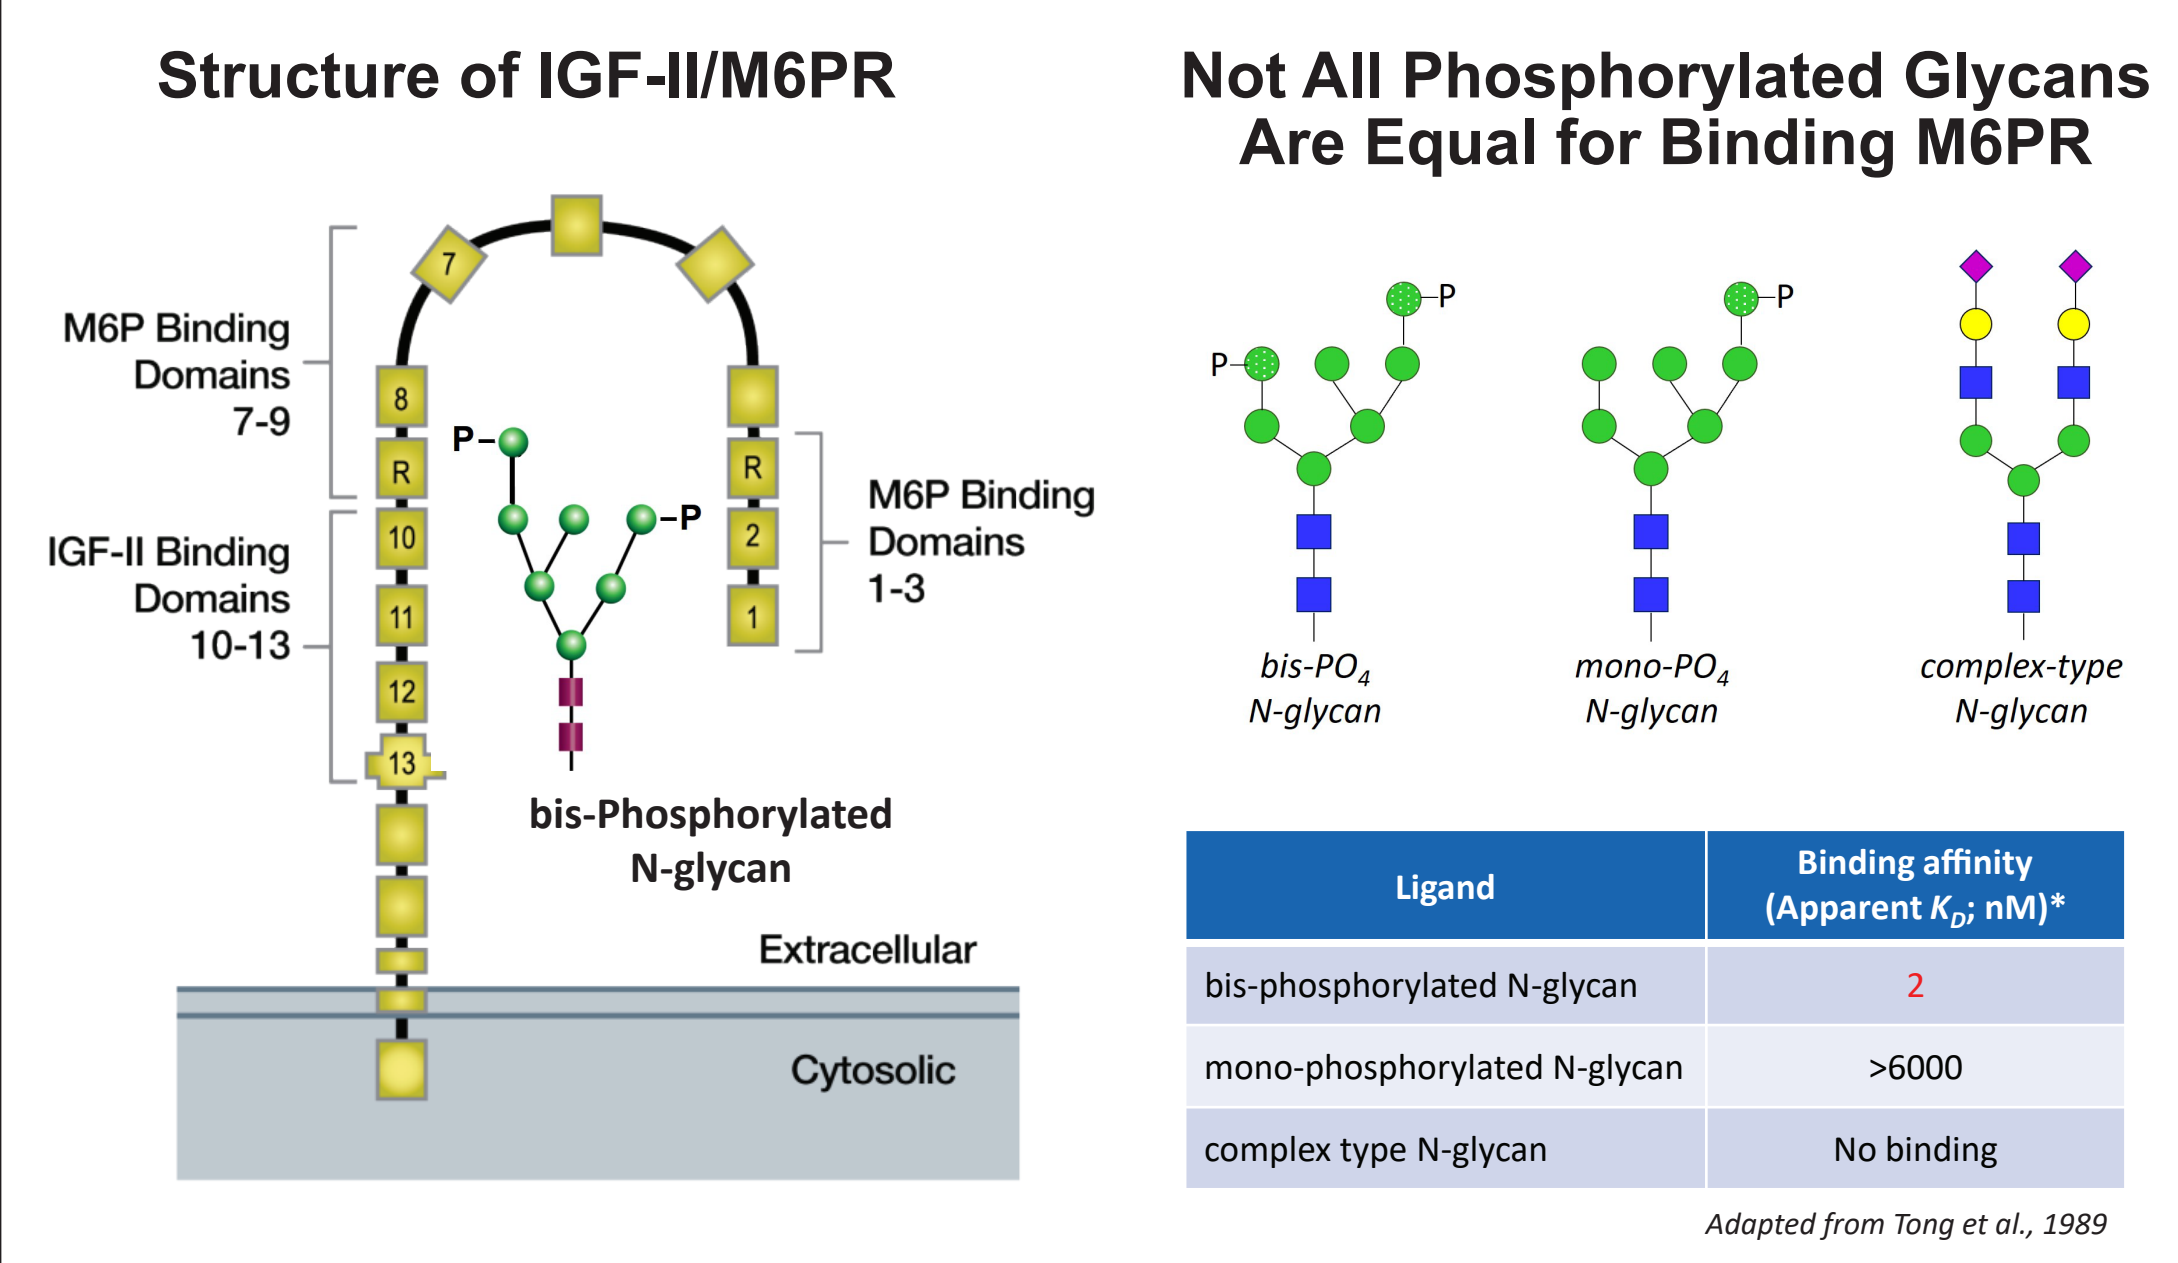 Structure of IGF-II/M6PR
7
M6P Binding
Domains
7-9
8
R
P
P
R
2
1
M6P Binding
Domains
1-3
IGF-II Binding
Domains
10-13
10
11
12
13
bis-Phosphorylated
N-glycan
Extracellular
Cytosolic
Not All Phosphorylated Glycans
Are Equal for Binding M6PR
P
P
P
bis-PO4
N-glycan
mono-PO4
N-glycan
complex-type
N-glycan
Ligand
Binding affinity
(Apparent KD; nM)*
bis-phosphorylated N-glycan
2
mono-phosphorylated N-glycan
>6000
complex type N-glycan
No binding
Adapted from Tong et al., 1989